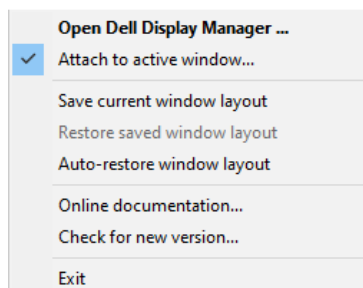 Open Dell Display Manager ...
Attach to active window...
Save current window layout
Restore saved window layout
Auto-restore window layout
Online documentation...
Check for new version...
Exit